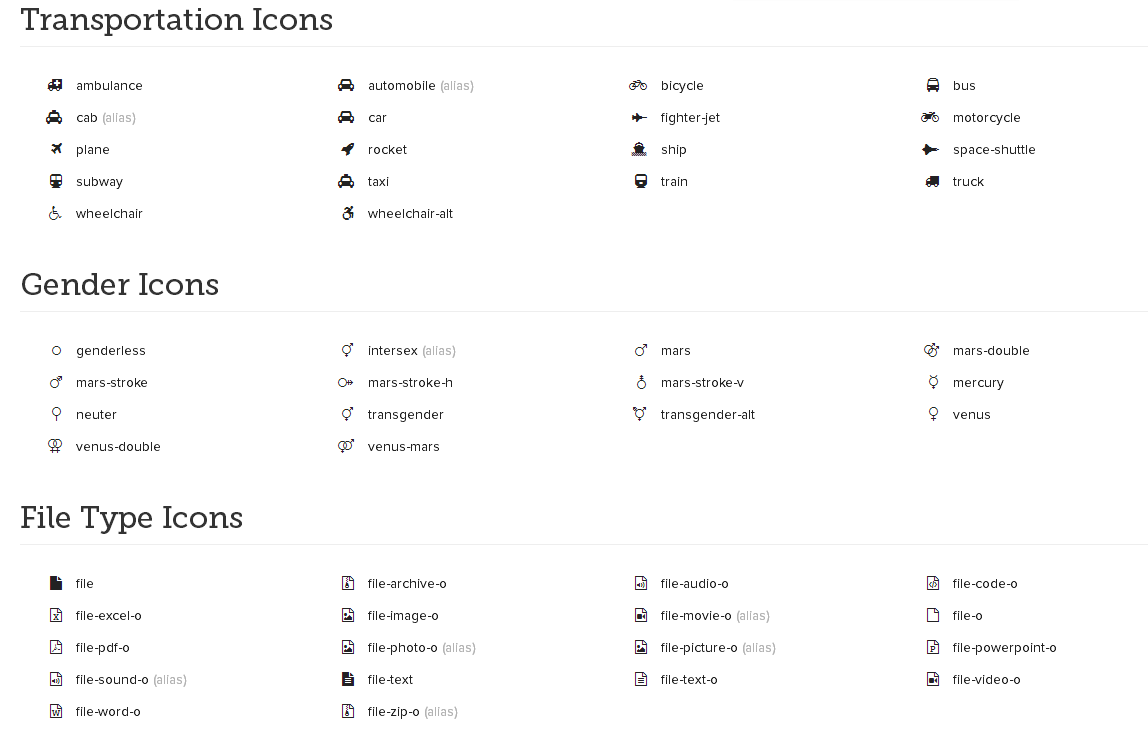 Transportation Icons
ambulance automobile (alias) bicycle bus
cab (alias) car fighter-jet motorcycle
plane rocket ship space-shuttle
subway taxi train truck
wheelchair wheelchair-alt
Gender Icons
genderless intersex (alias) mars mars-double
mars-stroke mars-stroke-h mars-stroke-v mercury
neuter transgender transgender-alt venus
venus-double venus-mars
File Type Icons
file file-archive-o file-audio-o file-code-o
file-excel-o file-image-o file-movie-o (alias) file-o
file-pdf-o file-photo-o (alias) file-picture-o (alias) file-powerpoint-o
file-sound-o (alias) file-text file-text-o file-video-o
file-word-o file-zip-o (alias)